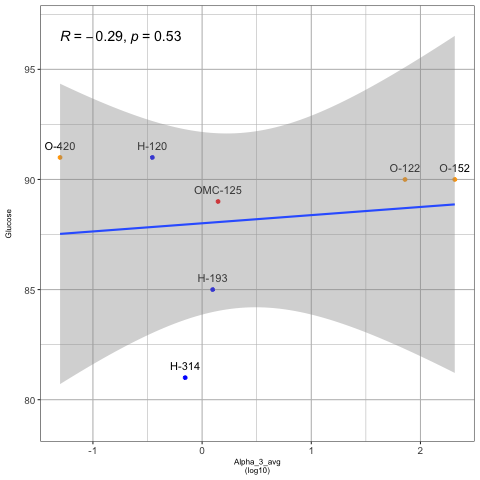 R = −0.29, p = 0.53
95
O-420
H-120
O-122
O-152
90
OMC-125
Glucose
H-193
85
H-314
80
-1
0
1
2
Alpha_3_avg
(log10)